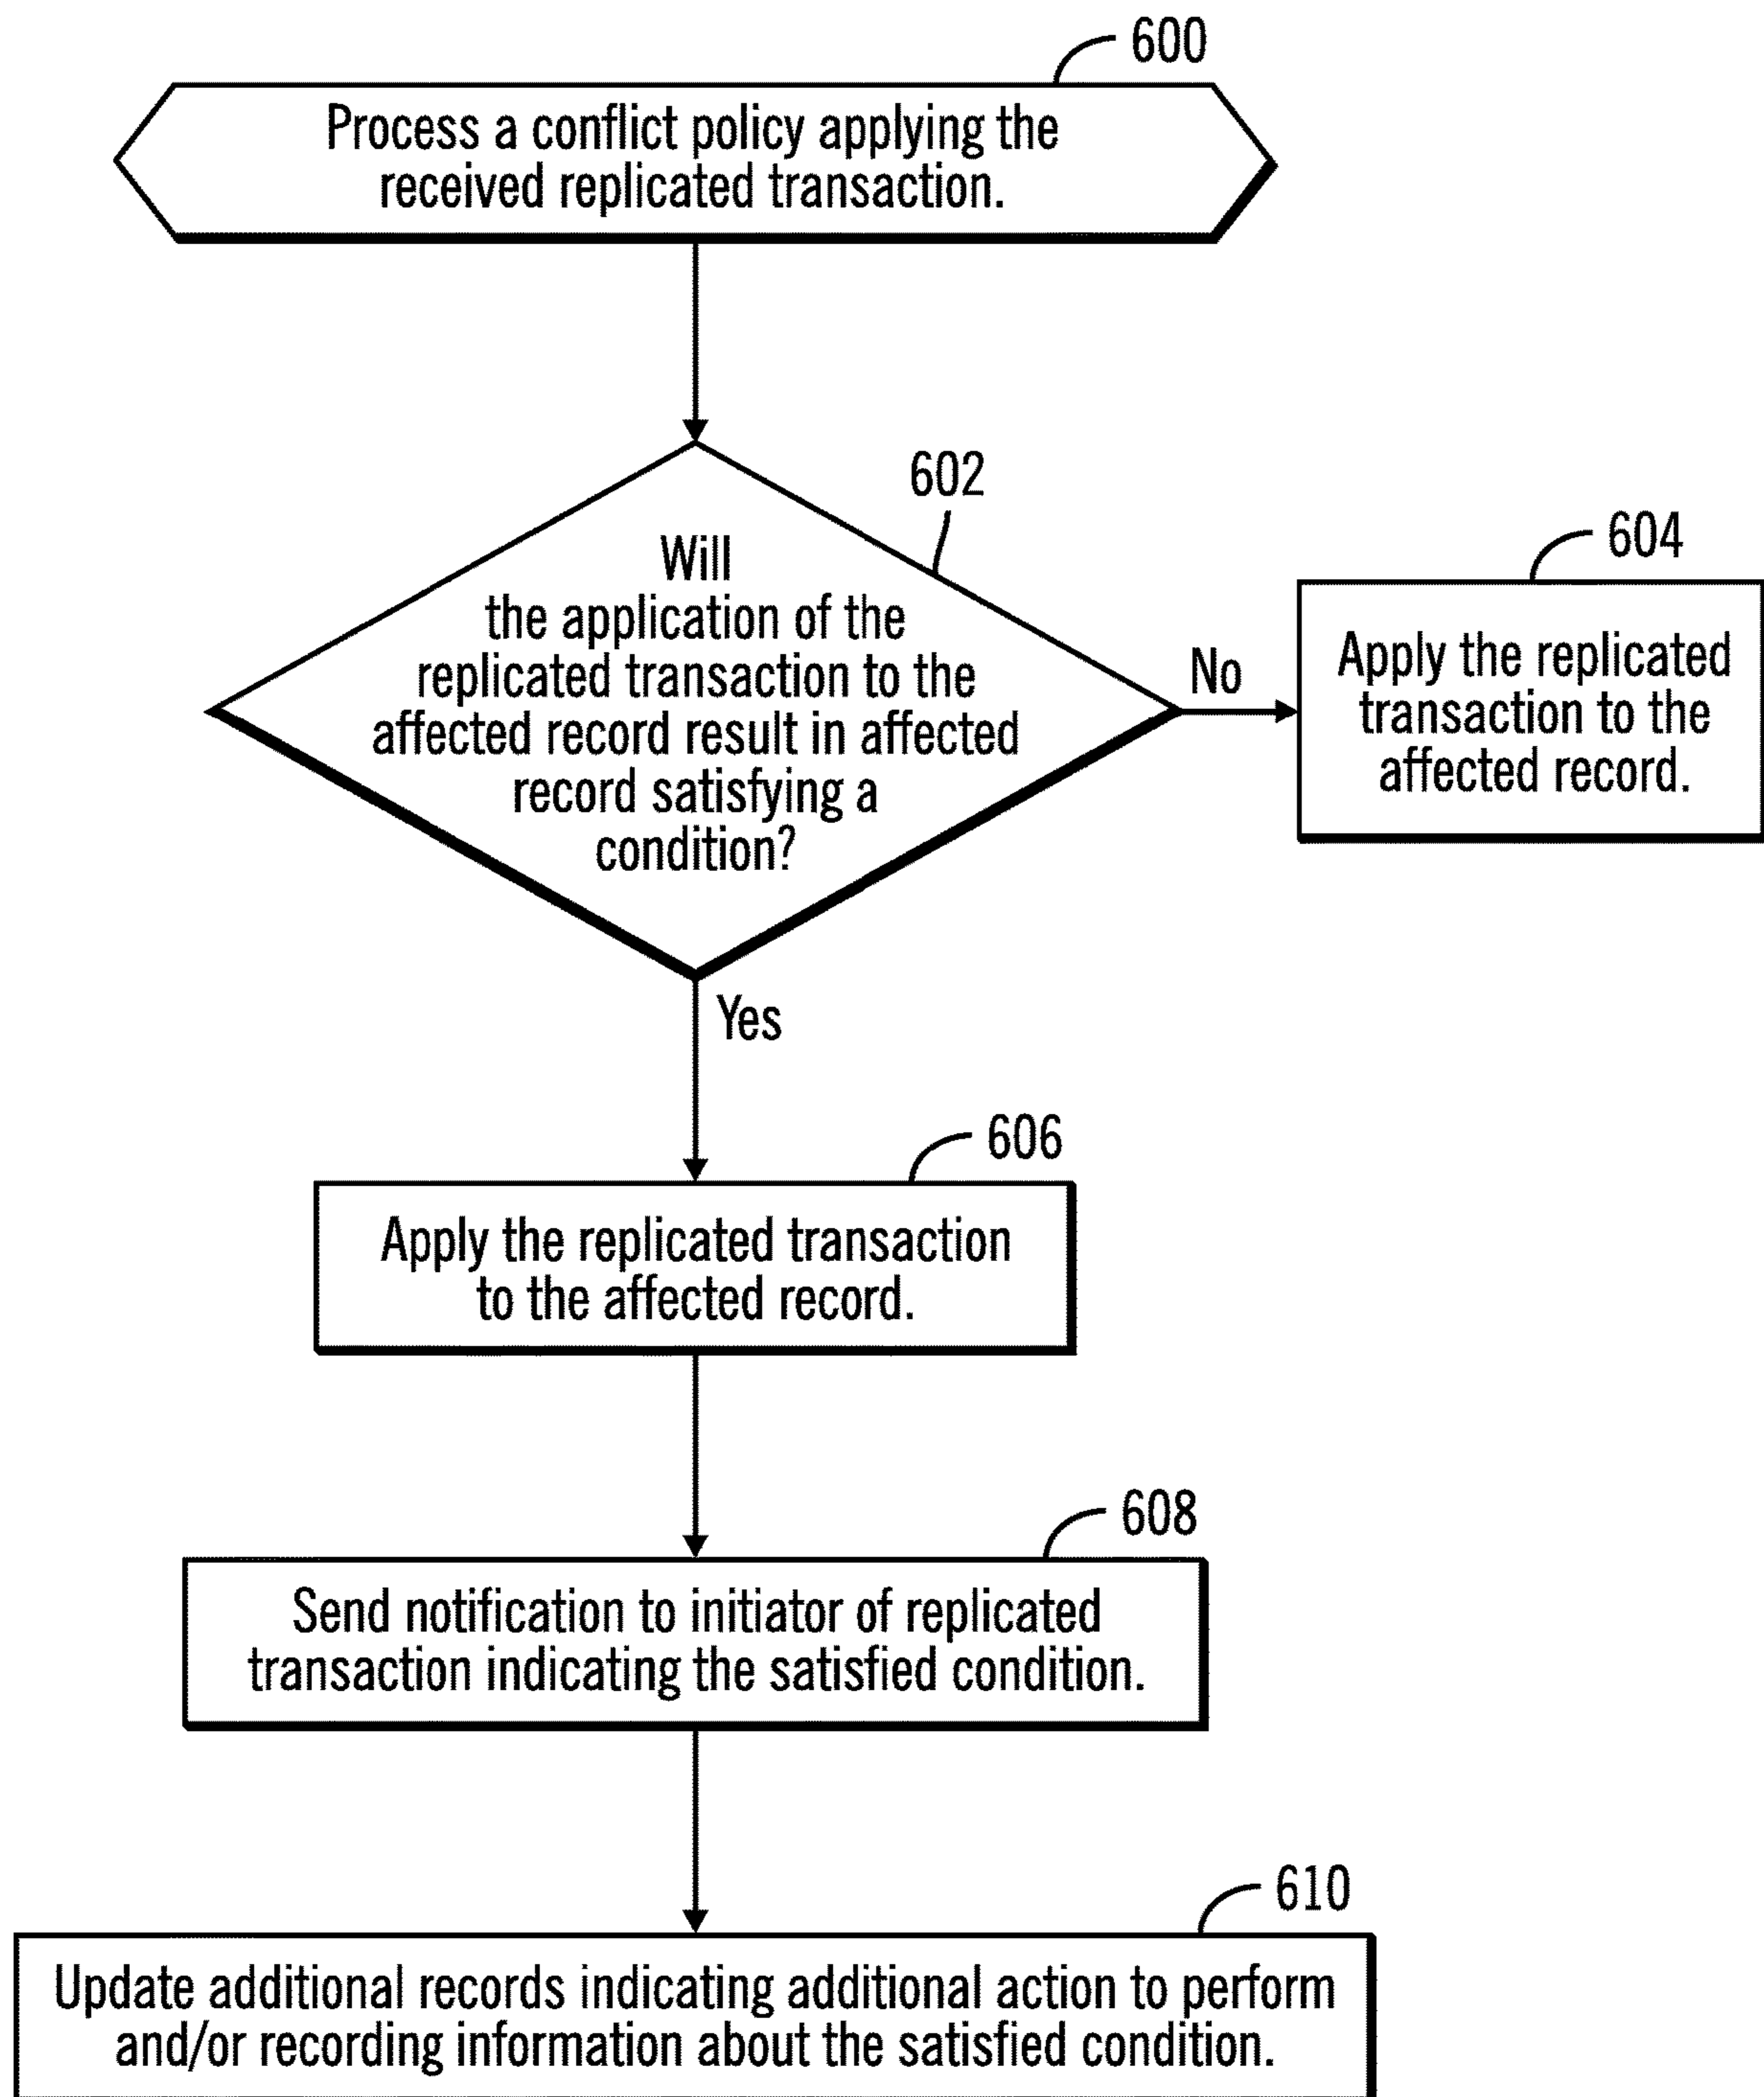 600
Process a conflict policy applying the
received replicated transaction.
602
Will
the application of the
replicated transaction to the
affected record result in affected
record satisfying a
condition?
No
604
Apply the replicated
transaction to the
affected record.
Yes
606
Apply the replicated transaction
to the affected record.
608
Send notification to initiator of replicated
transaction indicating the satisfied condition.
610
Update additional records indicating additional action to perform
and/or recording information about the satisfied condition.